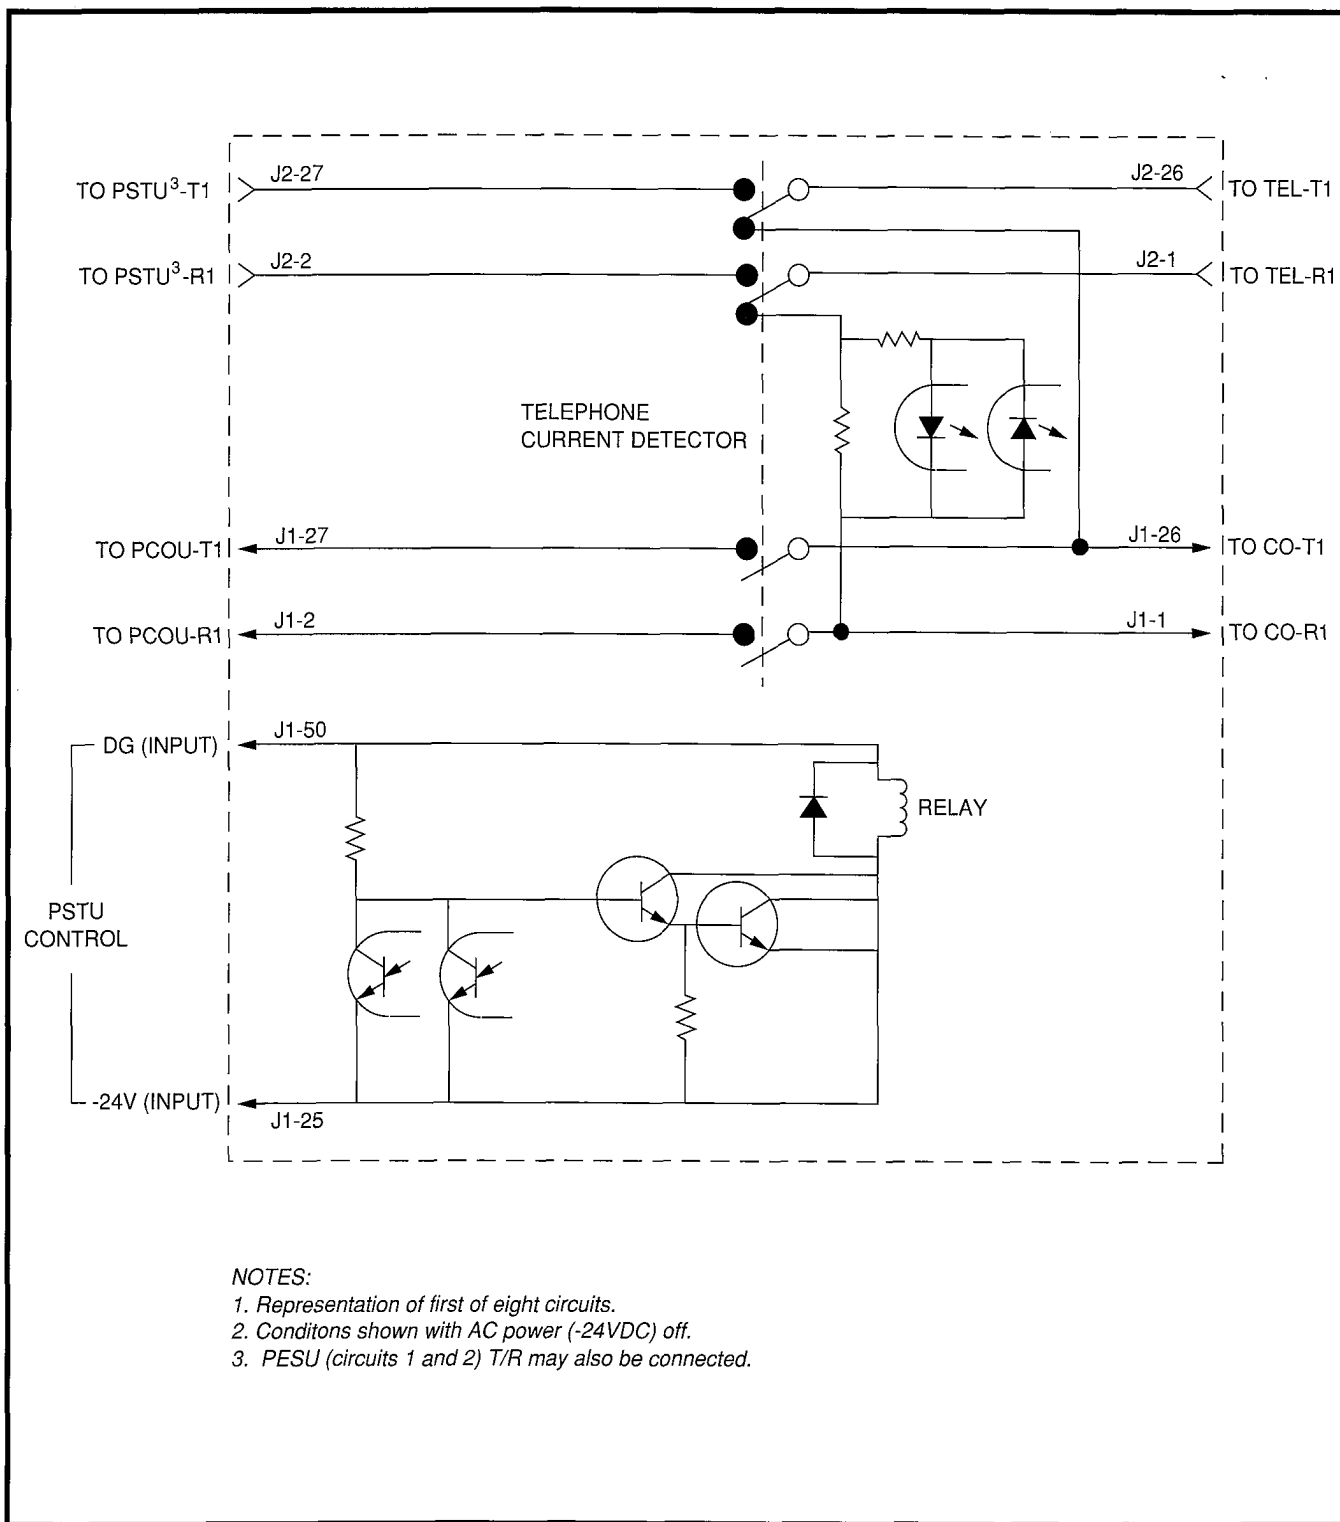 TO PSTU³-T1
J2-27
J2-26
TO TEL-T1
TO PSTU³-R1
J2-2
J2-1
TO TEL-R1
TELEPHONE
CURRENT DETECTOR
TO PCOU-T1
J1-27
J1-26
TO CO-T1
TO PCOU-R1
J1-2
J1-1
TO CO-R1
DG (INPUT)
J1-50
RELAY
PSTU
CONTROL
-24V (INPUT)
J1-25
NOTES:
1. Representation of first of eight circuits.
2. Conditons shown with AC power (-24VDC) off.
3. PESU (circuits 1 and 2) T/R may also be connected.